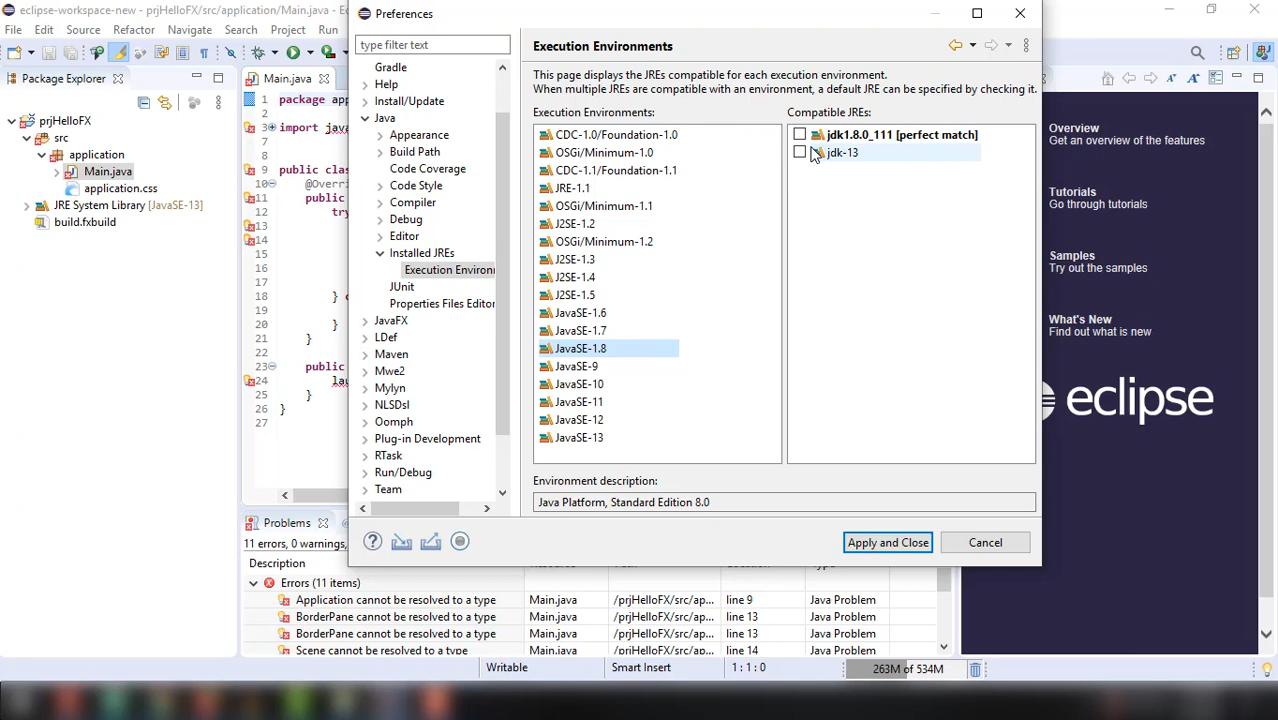 eclipse-workspace-new - prjHelloFX/src/application/Main.java
File Edit Source Refactor Navigate Search Project Run
Package Explorer
prjHelloFX
src
application
Main.java
application.css
JRE System Library [JavaSE-13]
build.fxbuild
Main.java
1 package app
2
3 import java
8
9 public clas
10 @Overri
11 public
12 try
13
14
15
16
17
18 } c
19
20 }
21 }
22
23 public
24 lau
25 }
26 }
27
Preferences
type filter text
Gradle
Help
Install/Update
Java
Appearance
Build Path
Code Coverage
Code Style
Compiler
Debug
Editor
Installed JREs
Execution Environ
JUnit
Properties Files Editor
JavaFX
LDef
Maven
Mwe2
Mylyn
NLSDsl
Oomph
Plug-in Development
RTask
Run/Debug
Team
Execution Environments
This page displays the JREs compatible for each execution environment.
When multiple JREs are compatible with an environment, a default JRE can be specified by checking it.
Execution Environments:
CDC-1.0/Foundation-1.0
OSGi/Minimum-1.0
CDC-1.1/Foundation-1.1
JRE-1.1
OSGi/Minimum-1.1
J2SE-1.2
OSGi/Minimum-1.2
J2SE-1.3
J2SE-1.4
J2SE-1.5
JavaSE-1.6
JavaSE-1.7
JavaSE-1.8
JavaSE-9
JavaSE-10
JavaSE-11
JavaSE-12
JavaSE-13
Compatible JREs:
jdk1.8.0_111 [perfect match]
jdk-13
Environment description:
Java Platform, Standard Edition 8.0
Apply and Close
Cancel
Overview
Get an overview of the features
Tutorials
Go through tutorials
Samples
Try out the samples
What's New
Find out what is new
eclipse
Problems
11 errors, 0 warnings,
Description
Errors (11 items)
Application cannot be resolved to a type Main.java /prjHelloFX/src/ap... line 9 Java Problem
BorderPane cannot be resolved to a type Main.java /prjHelloFX/src/ap... line 13 Java Problem
BorderPane cannot be resolved to a type Main.java /prjHelloFX/src/ap... line 13 Java Problem
Scene cannot be resolved to a type Main.java /prjHelloFX/src/ap... line 14 Java Problem
Writable
Smart Insert
1 : 1 : 0
263M of 534M